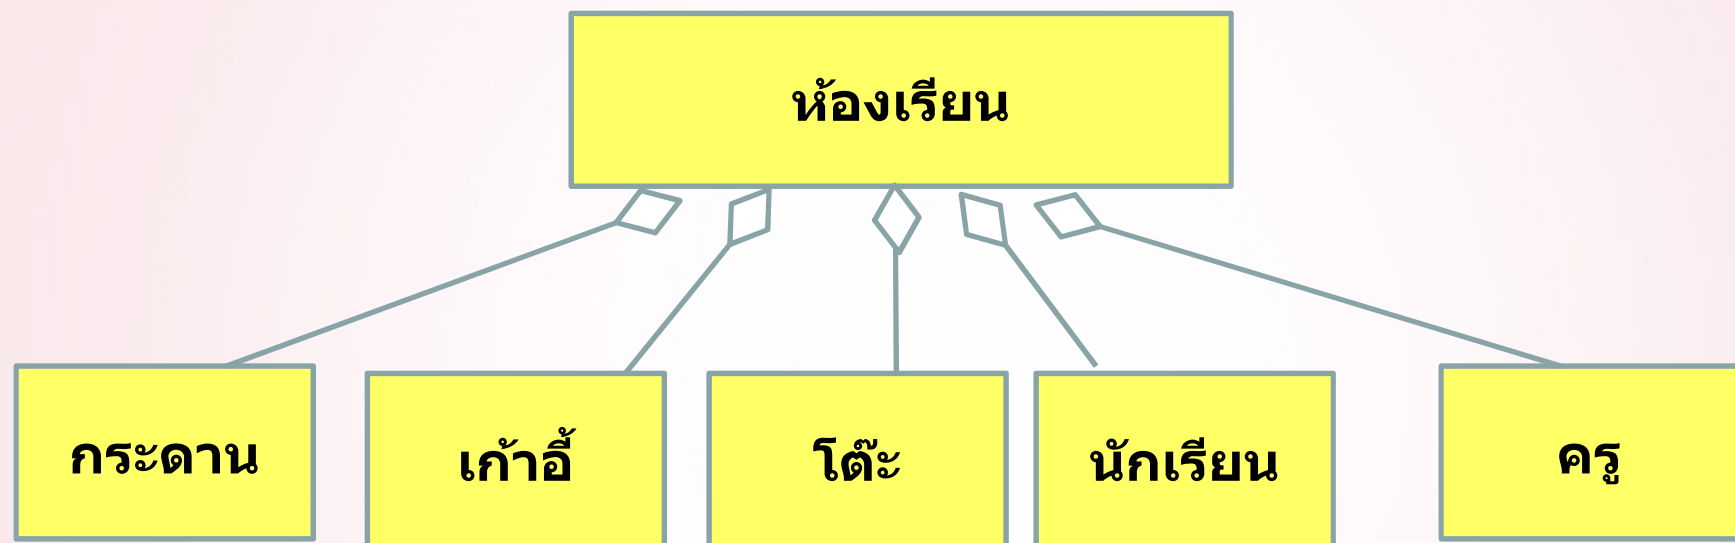 ห้องเรียน
กระดาน
เก้าอี้
โต๊ะ
นักเรียน
ครู